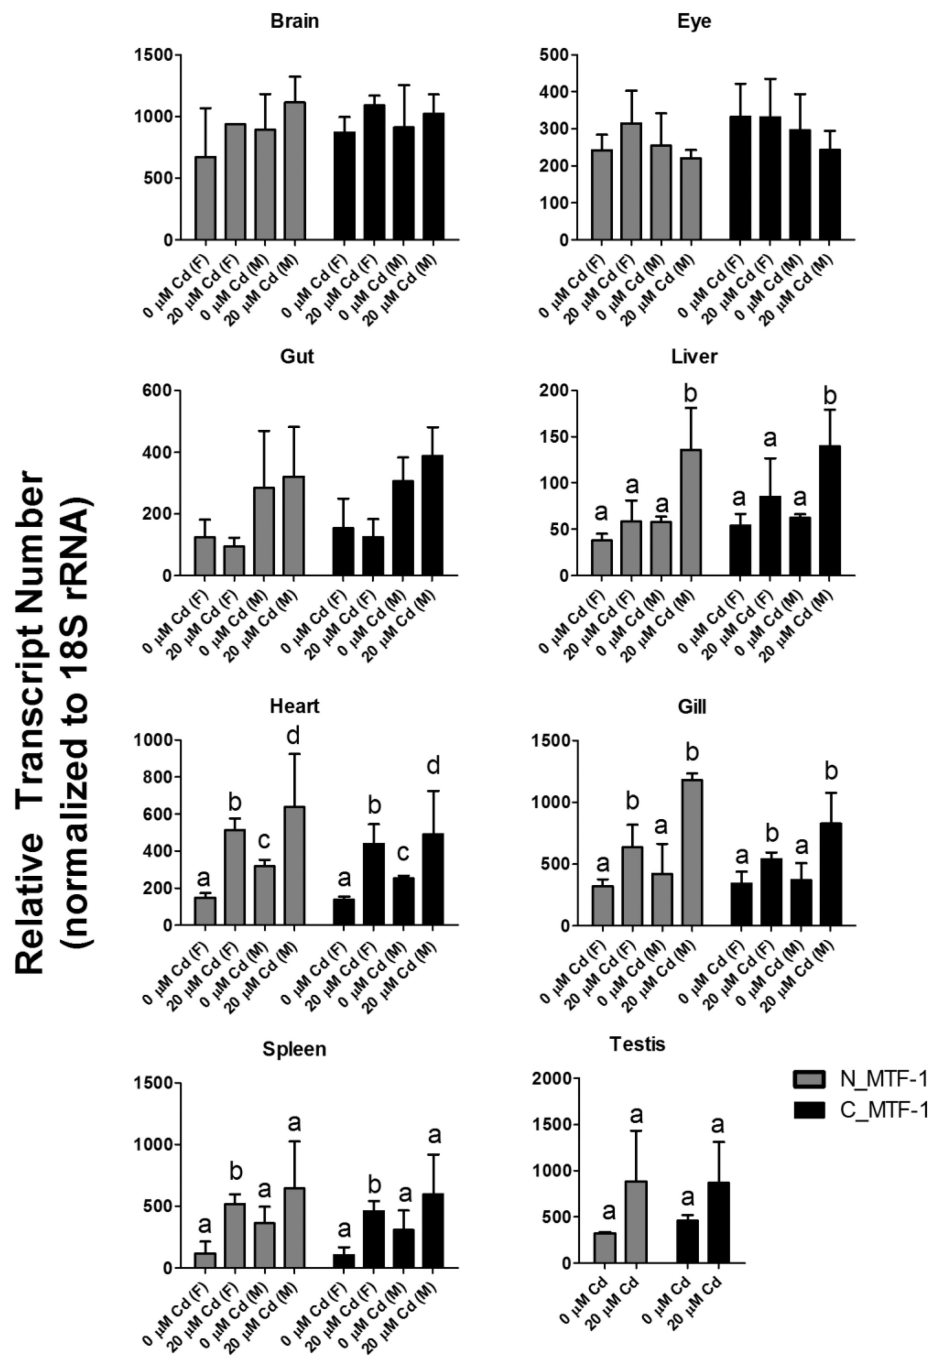 Relative Transcript Number
(normalized to 18S rRNA)
Brain
1500
1000
500
0
0 µM Cd (F)
20 µM Cd (F)
0 µM Cd (M)
20 µM Cd (M)
0 µM Cd (F)
20 µM Cd (F)
0 µM Cd (M)
20 µM Cd (M)
Eye
500
400
300
200
100
0
0 µM Cd (F)
20 µM Cd (F)
0 µM Cd (M)
20 µM Cd (M)
0 µM Cd (F)
20 µM Cd (F)
0 µM Cd (M)
20 µM Cd (M)
Gut
600
400
200
0
0 µM Cd (F)
20 µM Cd (F)
0 µM Cd (M)
20 µM Cd (M)
0 µM Cd (F)
20 µM Cd (F)
0 µM Cd (M)
20 µM Cd (M)
Liver
200
150
100
50
0
a a a b a a a b
0 µM Cd (F)
20 µM Cd (F)
0 µM Cd (M)
20 µM Cd (M)
0 µM Cd (F)
20 µM Cd (F)
0 µM Cd (M)
20 µM Cd (M)
Heart
1000
800
600
400
200
0
a b c d a b c d
0 µM Cd (F)
20 µM Cd (F)
0 µM Cd (M)
20 µM Cd (M)
0 µM Cd (F)
20 µM Cd (F)
0 µM Cd (M)
20 µM Cd (M)
Gill
1500
1000
500
0
a b a b a b a b
0 µM Cd (F)
20 µM Cd (F)
0 µM Cd (M)
20 µM Cd (M)
0 µM Cd (F)
20 µM Cd (F)
0 µM Cd (M)
20 µM Cd (M)
Spleen
1500
1000
500
0
a b a a a b a a
0 µM Cd (F)
20 µM Cd (F)
0 µM Cd (M)
20 µM Cd (M)
0 µM Cd (F)
20 µM Cd (F)
0 µM Cd (M)
20 µM Cd (M)
Testis
2000
1500
1000
500
0
a a a a
0 µM Cd
20 µM Cd
0 µM Cd
20 µM Cd
N_MTF-1
C_MTF-1